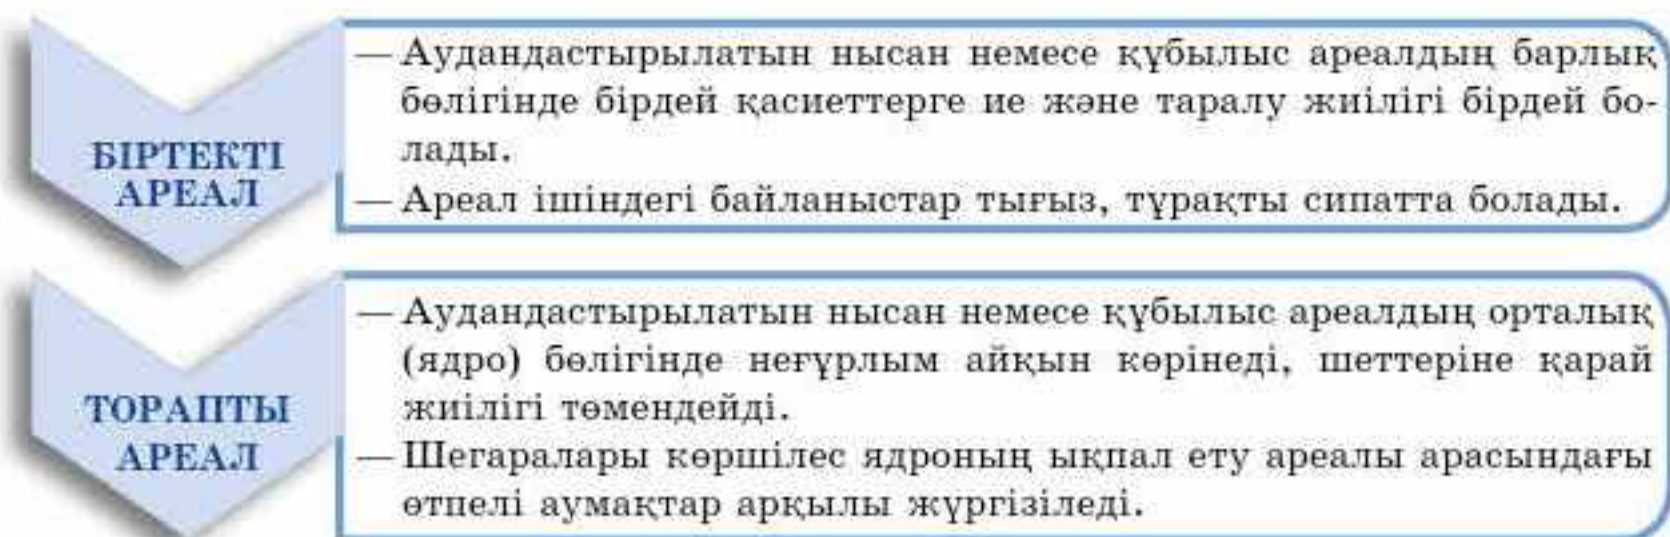 БІРТЕКТІ
АРЕАЛ
— Аудандастырылатын нысан немесе құбылыс ареалдың барлық
бөлігінде бірдей қасиеттерге ие және таралу жиілігі бірдей бо-
лады.
— Ареал ішіндегі байланыстар тығыз, тұрақты сипатта болады.
ТОРАПТЫ
АРЕАЛ
— Аудандастырылатын нысан немесе құбылыс ареалдың орталық
(ядро) бөлігінде неғұрлым айқын көрінеді, шеттеріне қарай
жиілігі төмендейді.
— Шегаралары көршілес ядроның ықпал ету ареалы арасындағы
өтпелі аумақтар арқылы жүргізіледі.